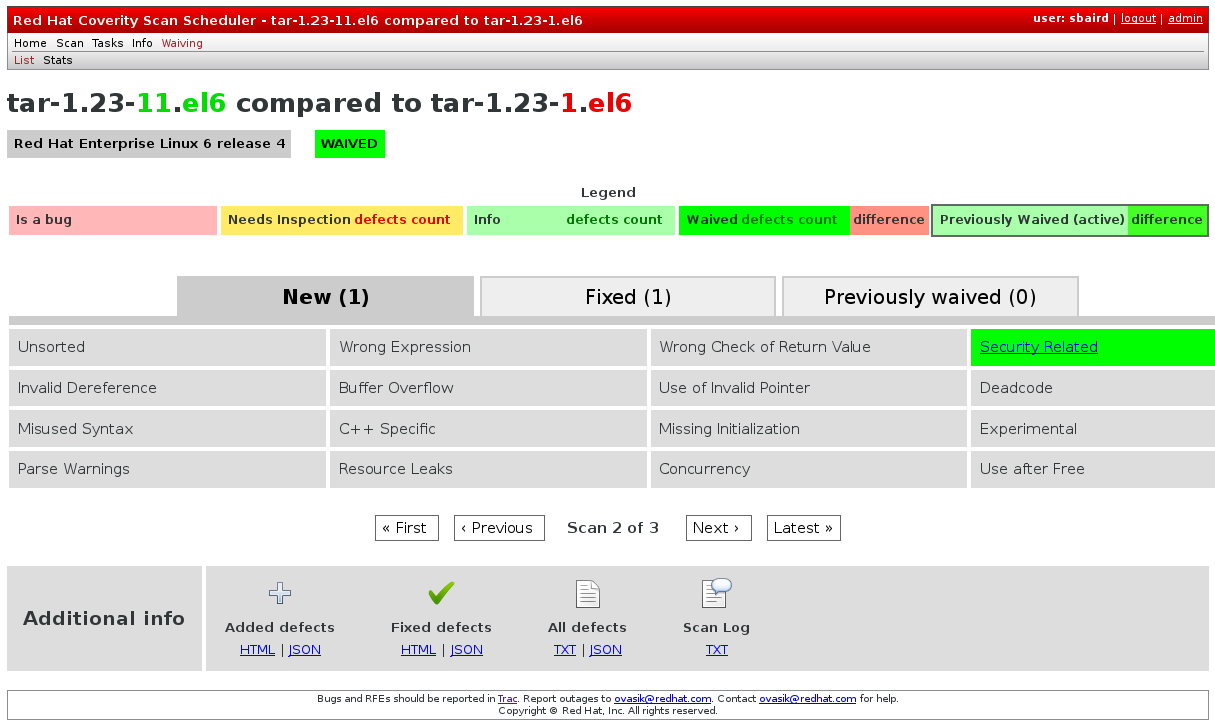 Red Hat Coverity Scan Scheduler - tar-1.23-11.el6 compared to tar-1.23-1.el6 user: sbaird | logout | admin
Home Scan Tasks Info Waiving
List Stats
tar-1.23-11.el6 compared to tar-1.23-1.el6
Red Hat Enterprise Linux 6 release 4 WAIVED
Legend
Is a bug Needs Inspection defects count Info defects count Waived defects count difference Previously Waived (active) difference
New (1) Fixed (1) Previously waived (0)
Unsorted Wrong Expression Wrong Check of Return Value Security Related
Invalid Dereference Buffer Overflow Use of Invalid Pointer Deadcode
Misused Syntax C++ Specific Missing Initialization Experimental
Parse Warnings Resource Leaks Concurrency Use after Free
« First ‹ Previous Scan 2 of 3 Next › Latest »
Additional info
Added defects Fixed defects All defects Scan Log
HTML | JSON HTML | JSON TXT | JSON TXT
Bugs and RFEs should be reported in Trac. Report outages to ovasik@redhat.com. Contact ovasik@redhat.com for help.
Copyright © Red Hat, Inc. All rights reserved.